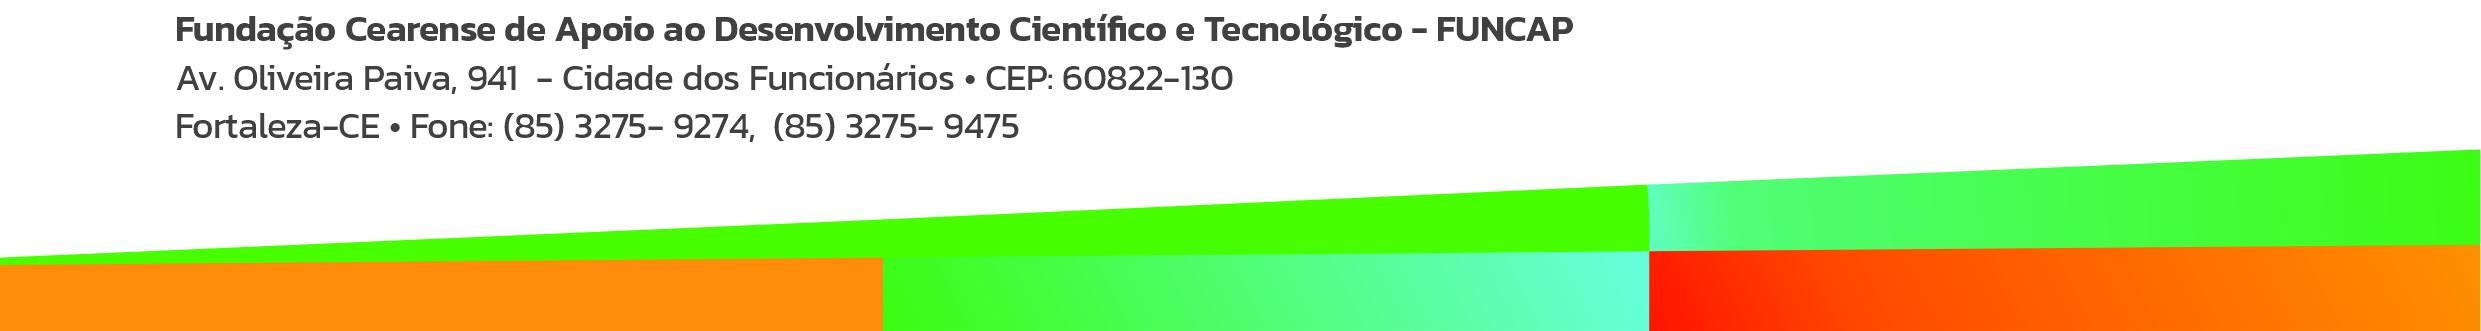 Fundação Cearense de Apoio ao Desenvolvimento Científico e Tecnológico - FUNCAP
Av. Oliveira Paiva, 941  - Cidade dos Funcionários • CEP: 60822-130
Fortaleza-CE • Fone: (85) 3275- 9274,  (85) 3275- 9475